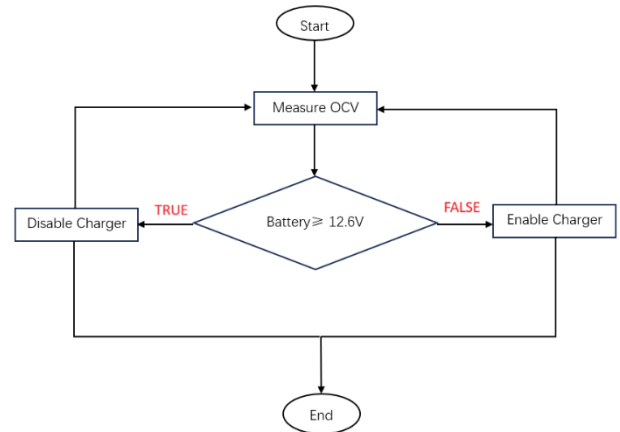 Start
Measure OCV
TRUE
FALSE
Disable Charger
Battery≥ 12.6V
Enable Charger
End